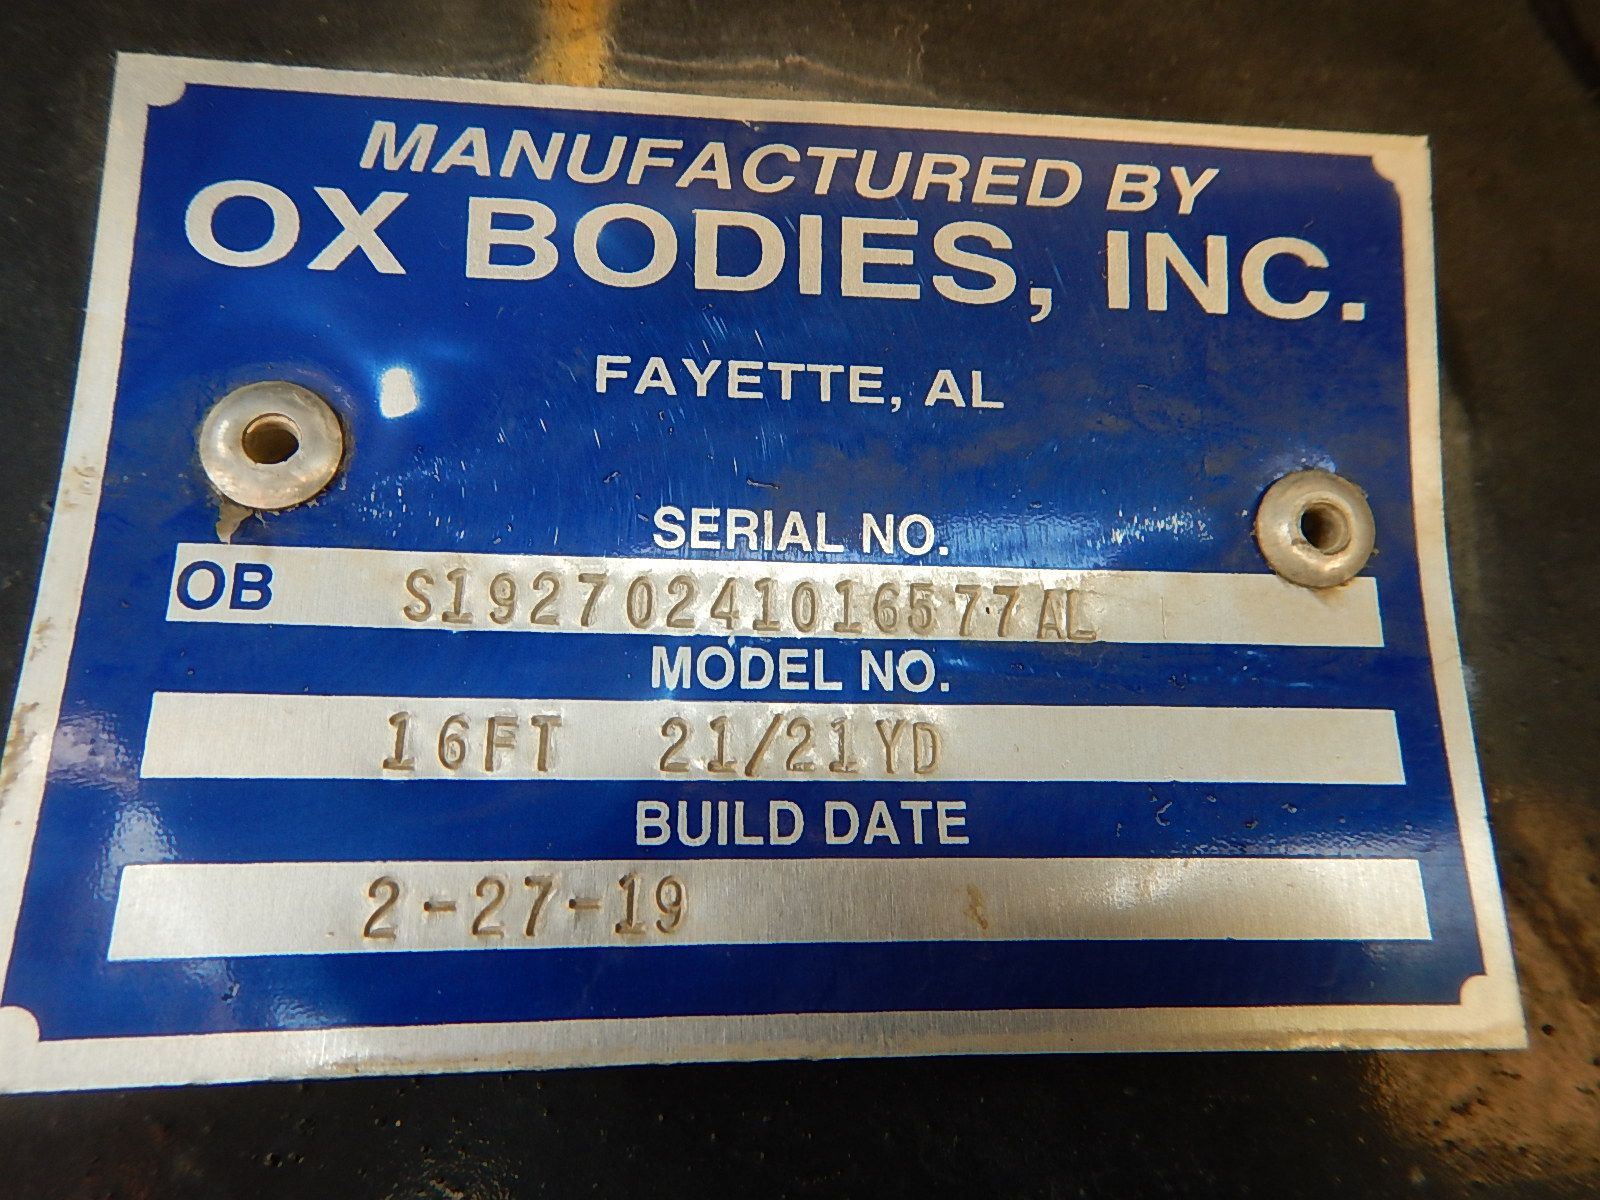 MANUFACTURED BY
OX BODIES, INC.
FAYETTE, AL
SERIAL NO.
OB S19270241016577AL
MODEL NO.
16FT 21/21YD
BUILD DATE
2-27-19